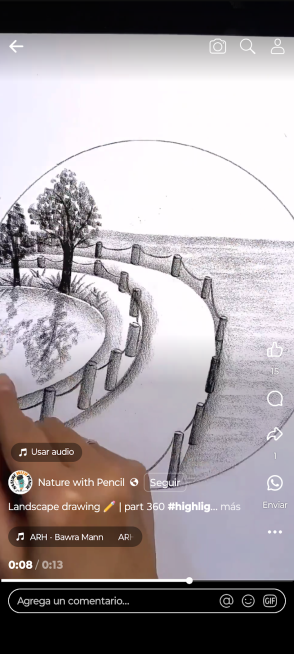 15
1
Enviar
Usar audio
Nature with Pencil
Seguir
Landscape drawing ✏️ | part 360 #highlig... más
ARH - Bawra Mann
ARH
0:08 / 0:13
Agrega un comentario...
@
GIF